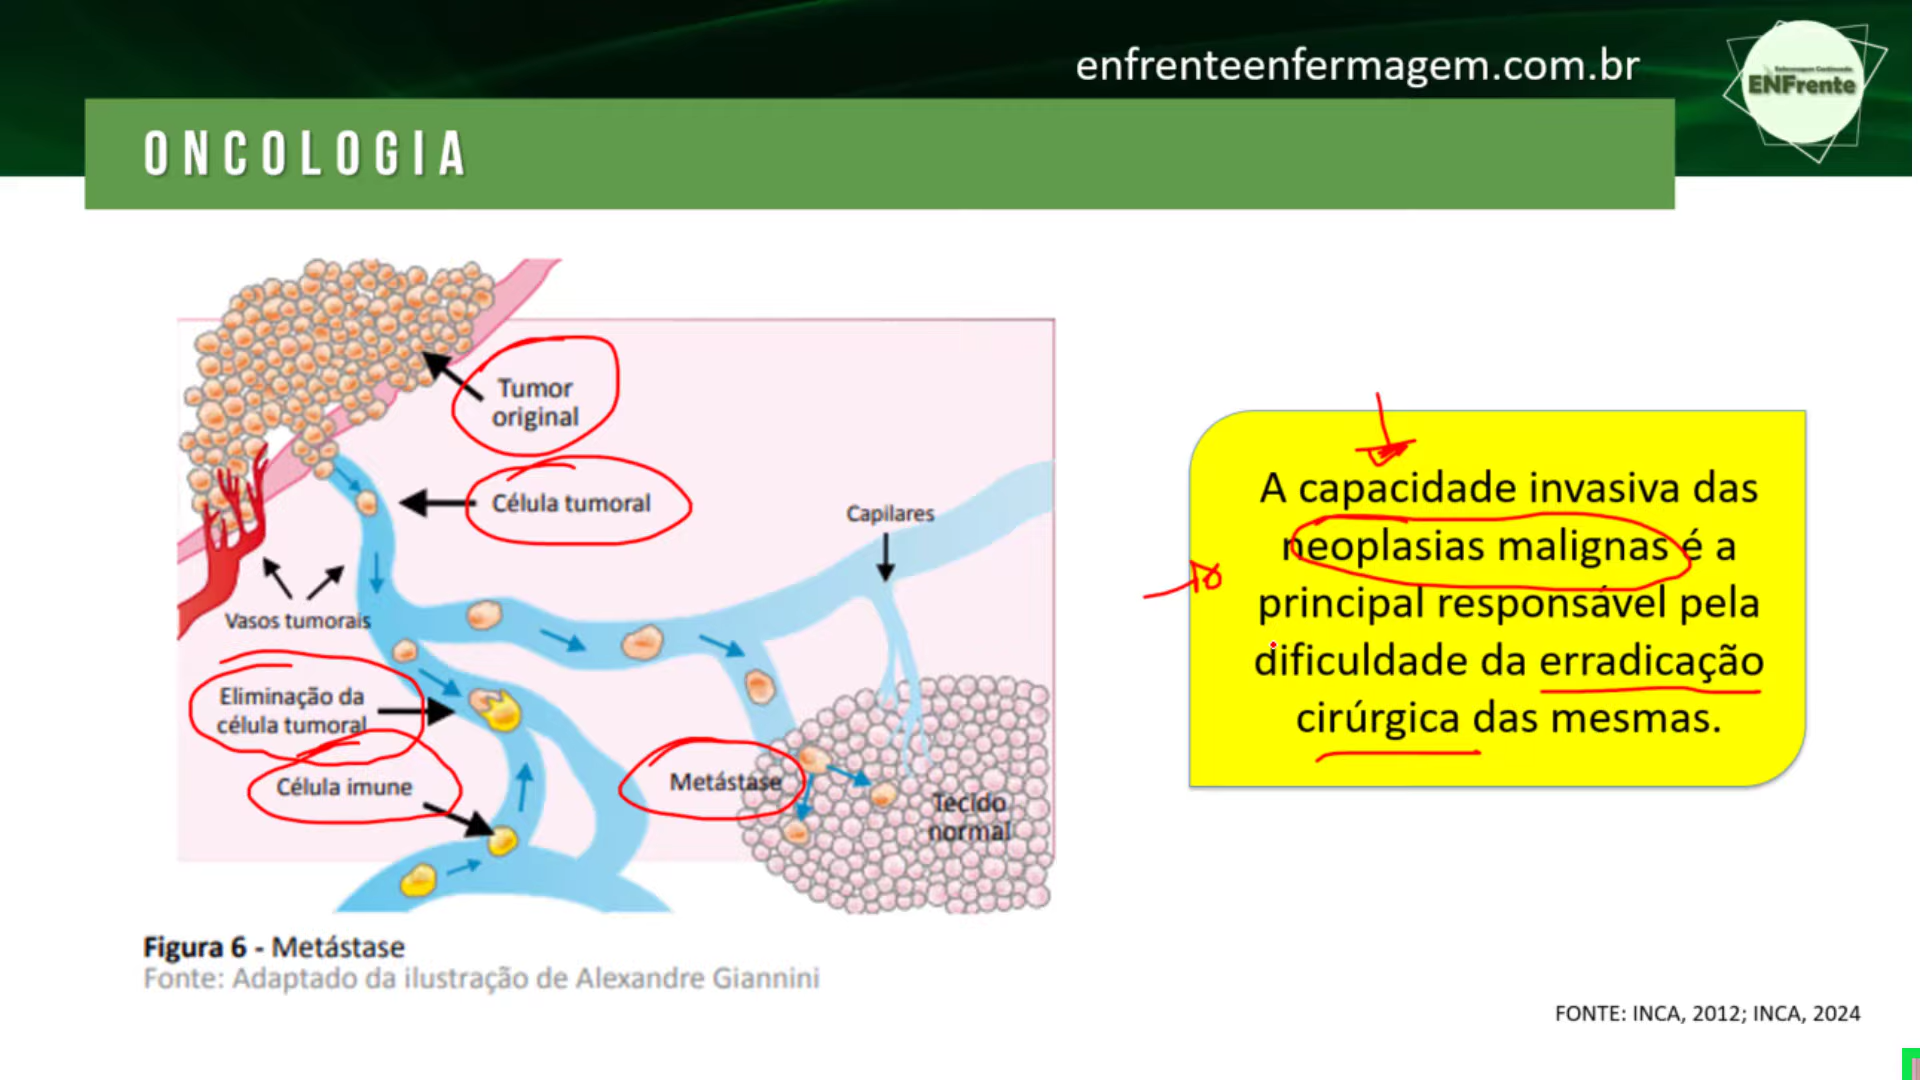 enfrenteenfermagem.com.br
ENFrente
ONCOLOGIA
Tumor
original
Célula tumoral
Capilares
Vasos tumorais
Eliminação da
célula tumoral
Célula imune
Metástase
Tecido
normal
A capacidade invasiva das
neoplasias malignas é a
principal responsável pela
dificuldade da erradicação
cirúrgica das mesmas.
Figura 6 - Metástase
Fonte: Adaptado da ilustração de Alexandre Giannini
FONTE: INCA, 2012; INCA, 2024